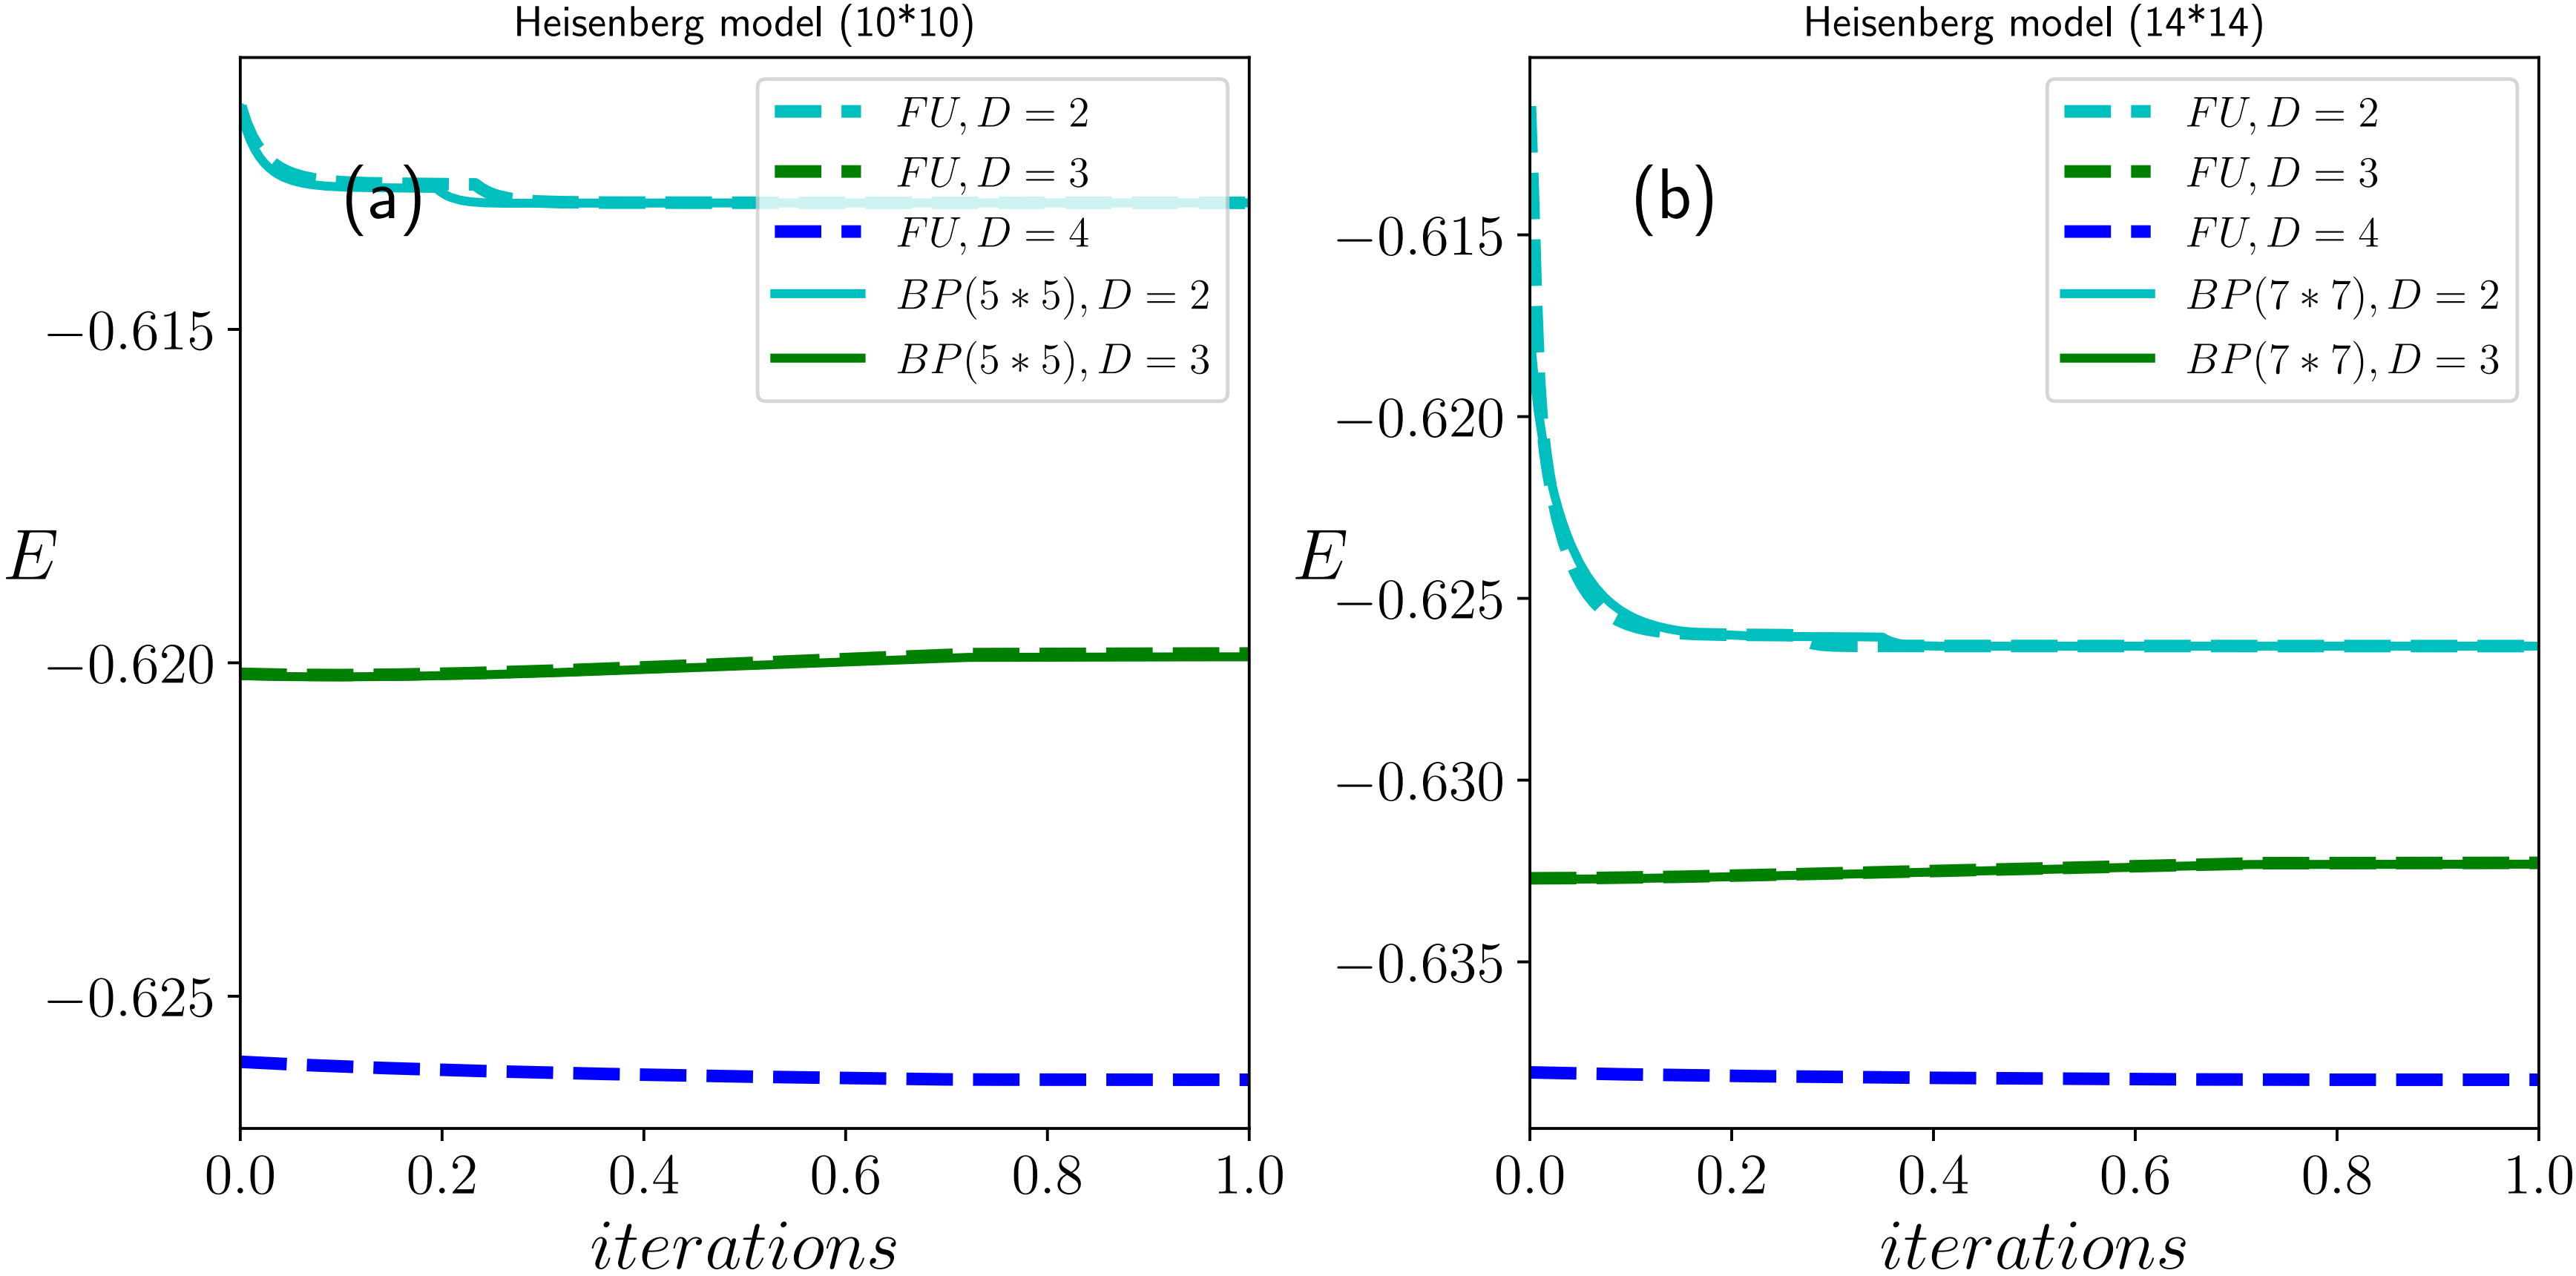 Heisenberg model (10*10)
(a)
FU, D = 2
FU, D = 3
FU, D = 4
BP(5 ∗ 5), D = 2
BP(5 ∗ 5), D = 3
E
−0.615
−0.620
−0.625
0.0 0.2 0.4 0.6 0.8 1.0
iterations
Heisenberg model (14*14)
(b)
FU, D = 2
FU, D = 3
FU, D = 4
BP(7 ∗ 7), D = 2
BP(7 ∗ 7), D = 3
E
−0.615
−0.620
−0.625
−0.630
−0.635
0.0 0.2 0.4 0.6 0.8 1.0
iterations